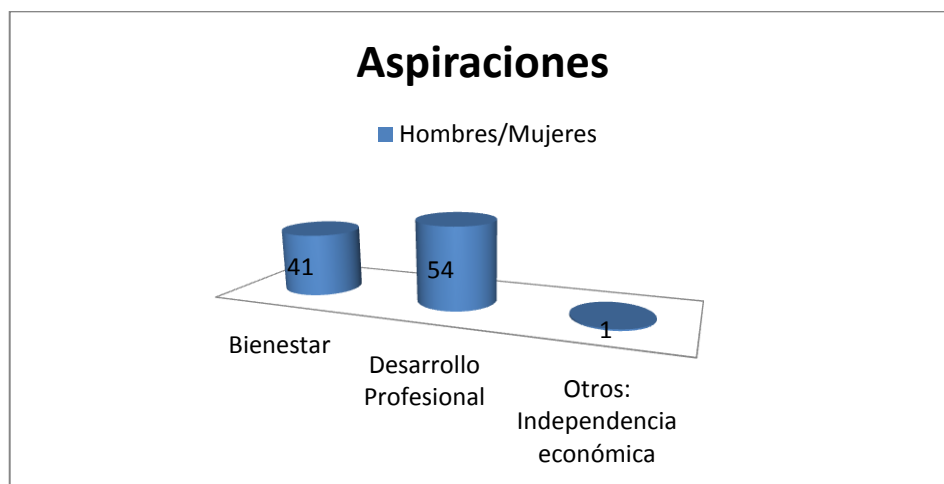 Aspiraciones
Hombres/Mujeres
41
54
1
Bienestar
Desarrollo
Profesional
Otros:
Independencia
económica